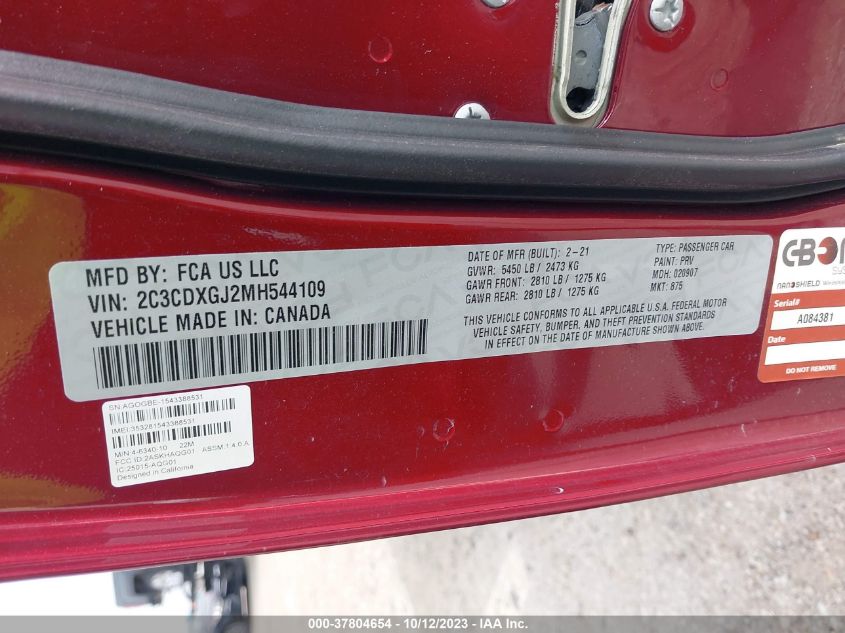 MFD BY: FCA US LLC
VIN: 2C3CDXGJ2MH544109
VEHICLE MADE IN: CANADA
DATE OF MFR (BUILT): 2-21
GVWR: 5450 LB / 2473 KG
GAWR FRONT: 2810 LB / 1275 KG
GAWR REAR: 2810 LB / 1275 KG
TYPE: PASSENGER CAR
PAINT: PRV
MDH: 020907
MKT: 875
THIS VEHICLE CONFORMS TO ALL APPLICABLE FEDERAL MOTOR
VEHICLE SAFETY, BUMPER, AND THEFT PREVENTION STANDARDS
IN EFFECT ON THE DATE OF MANUFACTURE SHOWN ABOVE.
SN:AGOGBE-1543388531
IMEI:353281543388531
M/N 4-6340-10 22M
FCC ID:2ASKHAQG01 ASSM:1.4.0.A
IC:25015-AQG01
Designed in California
NANOSHIELD
Serial#
A084381
DO NOT REMOVE
000-37804654 - 10/12/2023 - IAA.